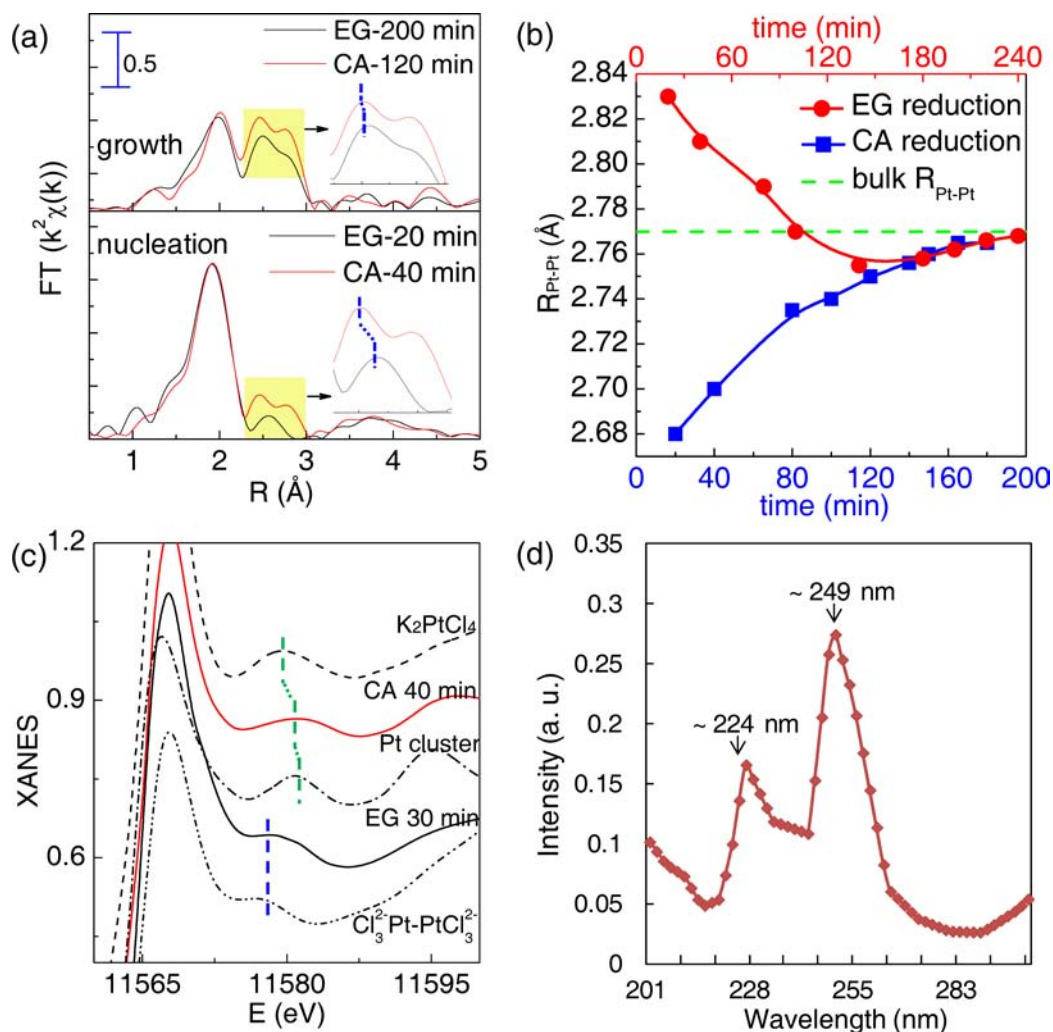 (a)
0.5
EG-200 min
CA-120 min
growth
nucleation
EG-20 min
CA-40 min
FT (k²χ(k))
1 2 3 4 5
R (Å)
(b)
time (min)
0 60 120 180 240
2.84
2.82
2.80
2.78
2.76
2.74
2.72
2.70
2.68
EG reduction
CA reduction
bulk R_Pt-Pt
R_Pt-Pt (Å)
0 40 80 120 160 200
time (min)
(c)
1.2
0.9
0.6
XANES
K₂PtCl₄
CA 40 min
Pt cluster
EG 30 min
Cl₃²⁻Pt-PtCl₃²⁻
11565 11580 11595
E (eV)
(d)
0.35
0.3
0.25
0.2
0.15
0.1
0.05
0
Intensity (a. u.)
~ 249 nm
~ 224 nm
201 228 255 283
Wavelength (nm)